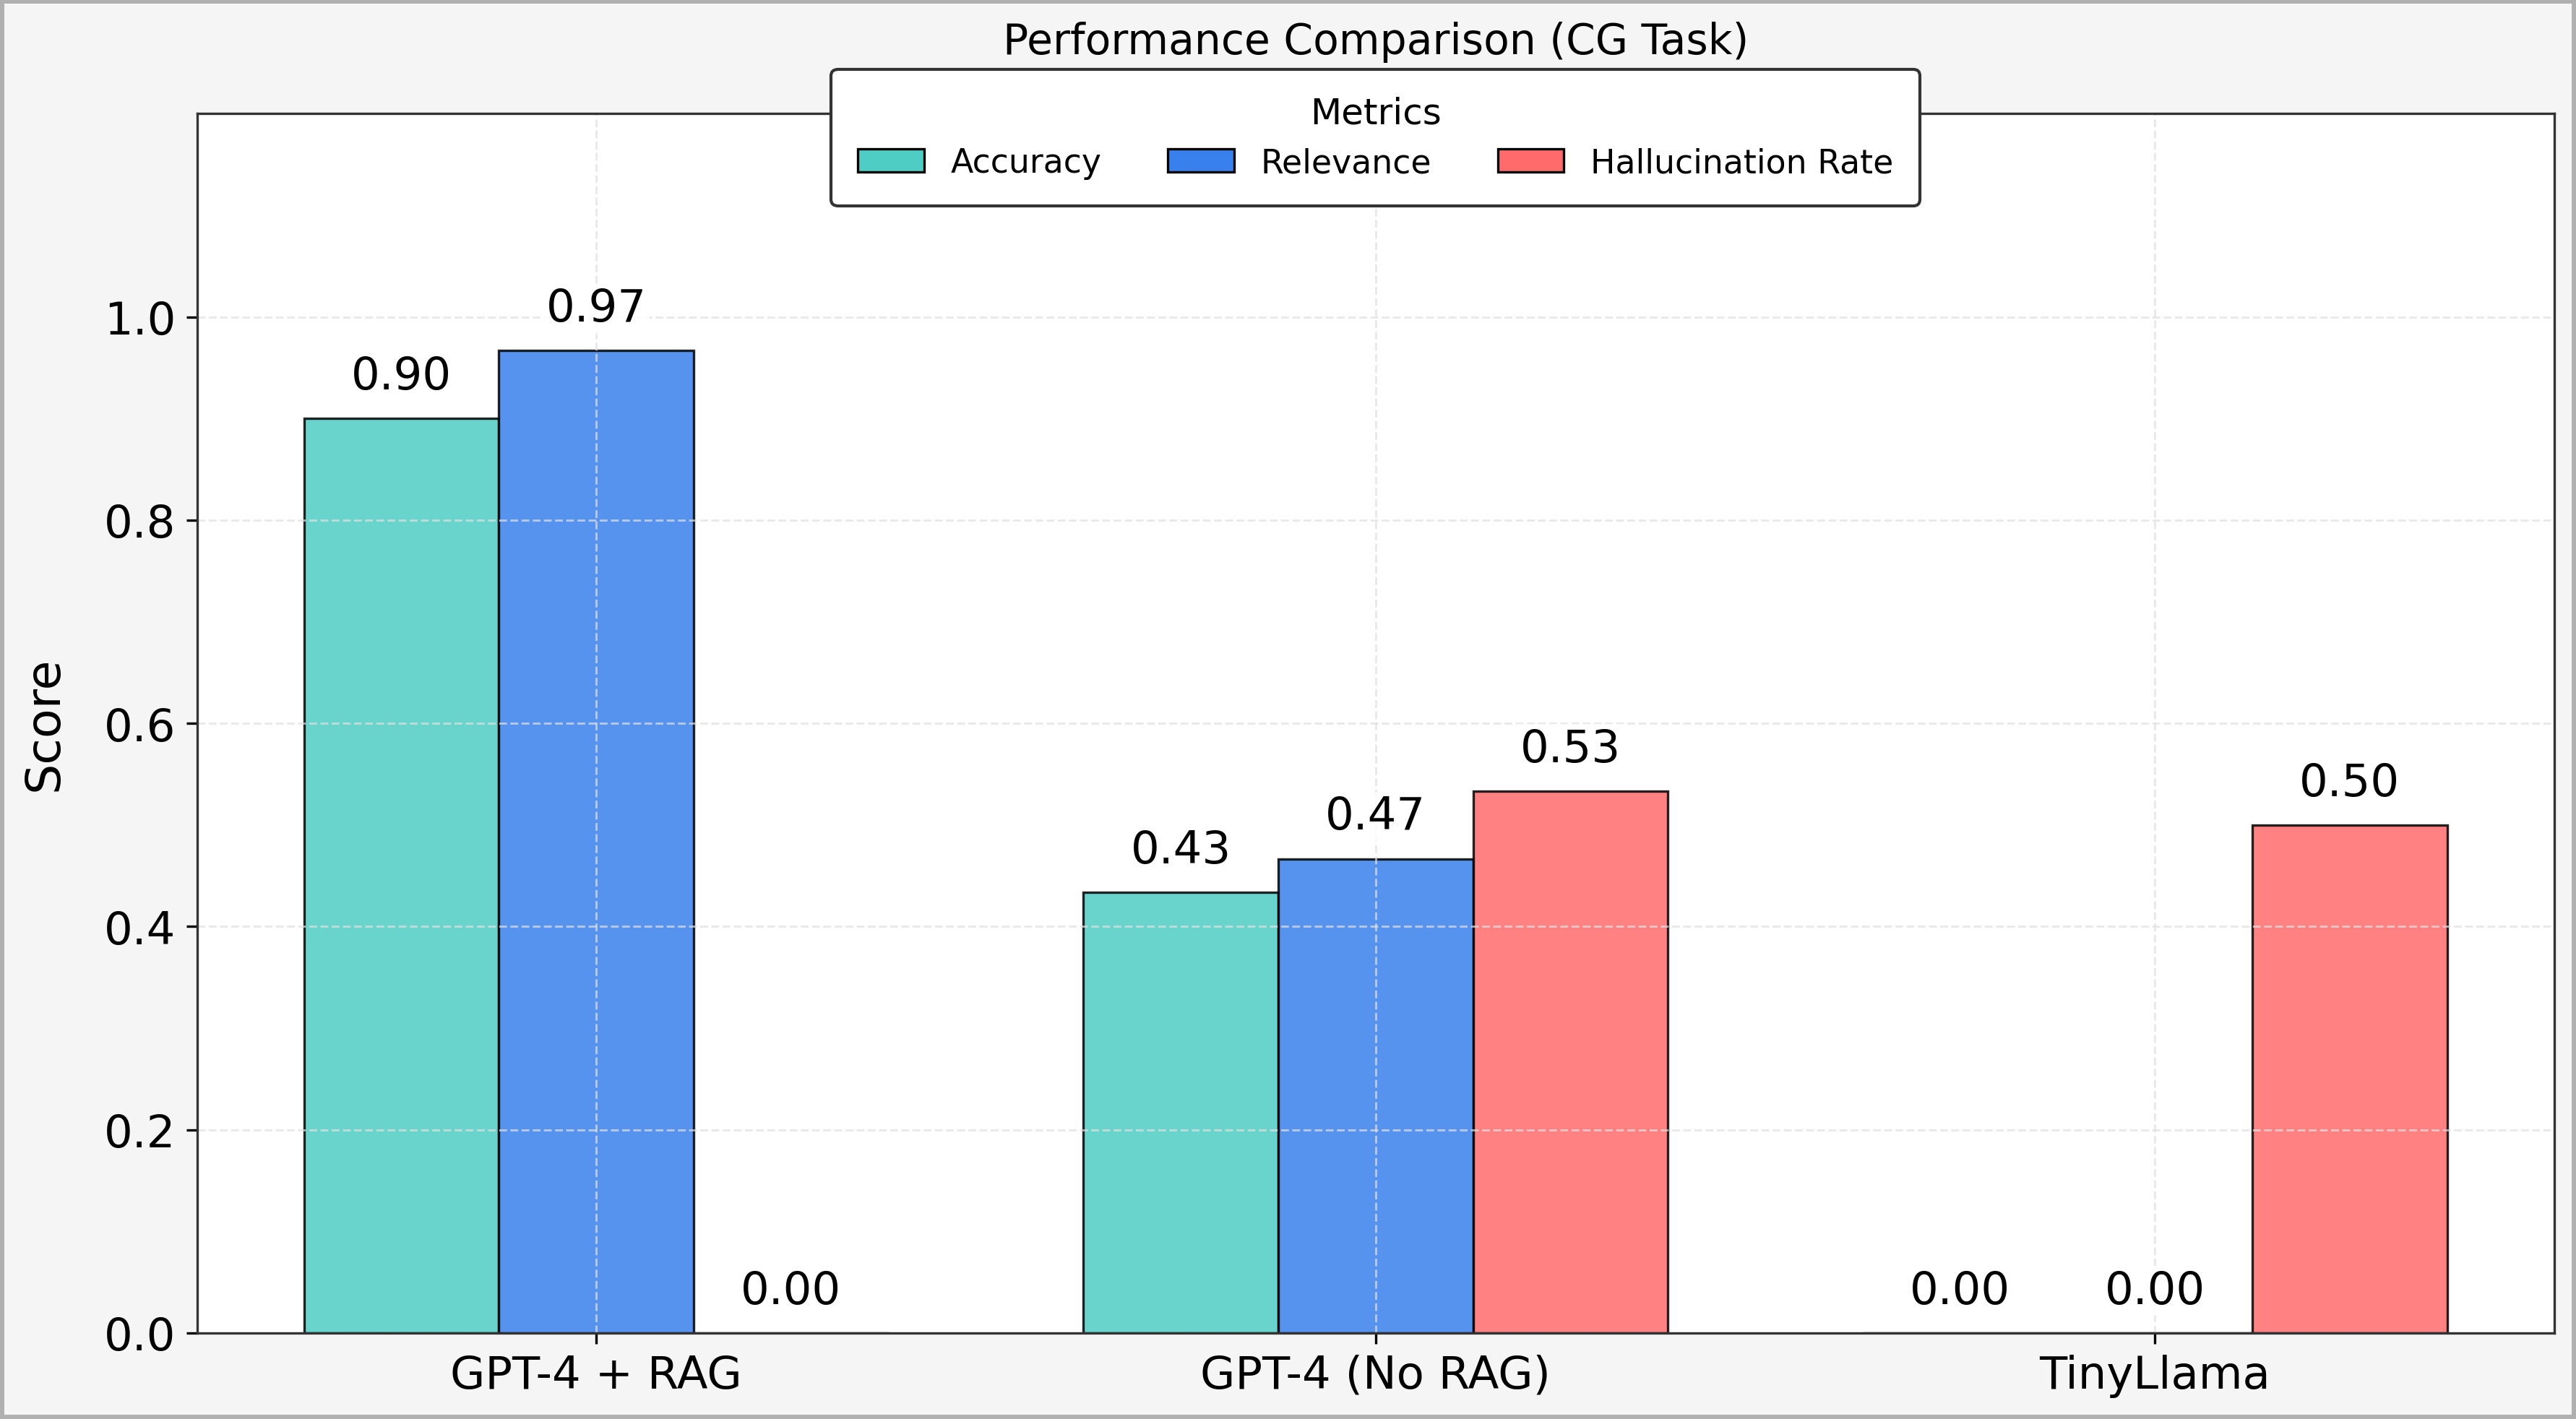 Performance Comparison (CG Task)
Metrics
Accuracy Relevance Hallucination Rate
Score
1.0
0.8
0.6
0.4
0.2
0.0
0.90
0.97
0.00
0.43
0.47
0.53
0.00
0.00
0.50
GPT-4 + RAG
GPT-4 (No RAG)
TinyLlama